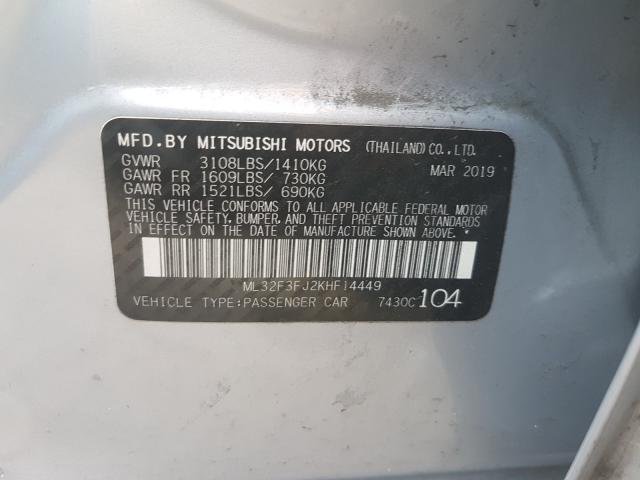 MFD.BY MITSUBISHI MOTORS (THAILAND) CO.,LTD.
GVWR 3108LBS/1410KG MAR 2019
GAWR FR 1609LBS/ 730KG
GAWR RR 1521LBS/ 690KG
THIS VEHICLE CONFORMS TO ALL APPLICABLE FEDERAL MOTOR
VEHICLE SAFETY, BUMPER, AND THEFT PREVENTION STANDARDS
IN EFFECT ON THE DATE OF MANUFACTURE SHOWN ABOVE.
ML32F3FJ2KHF14449
VEHICLE TYPE:PASSENGER CAR 7430C 104